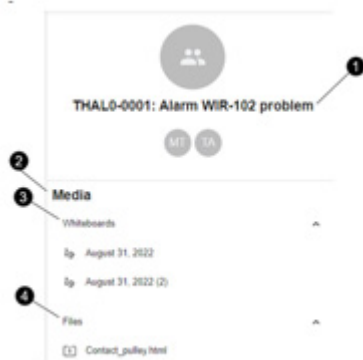 1
THAL0-0001: Alarm WIR-102 problem
MT TA
2
Media
3
Whiteboards
August 31, 2022
August 31, 2022 (2)
4
Files
Contact_pulley.html